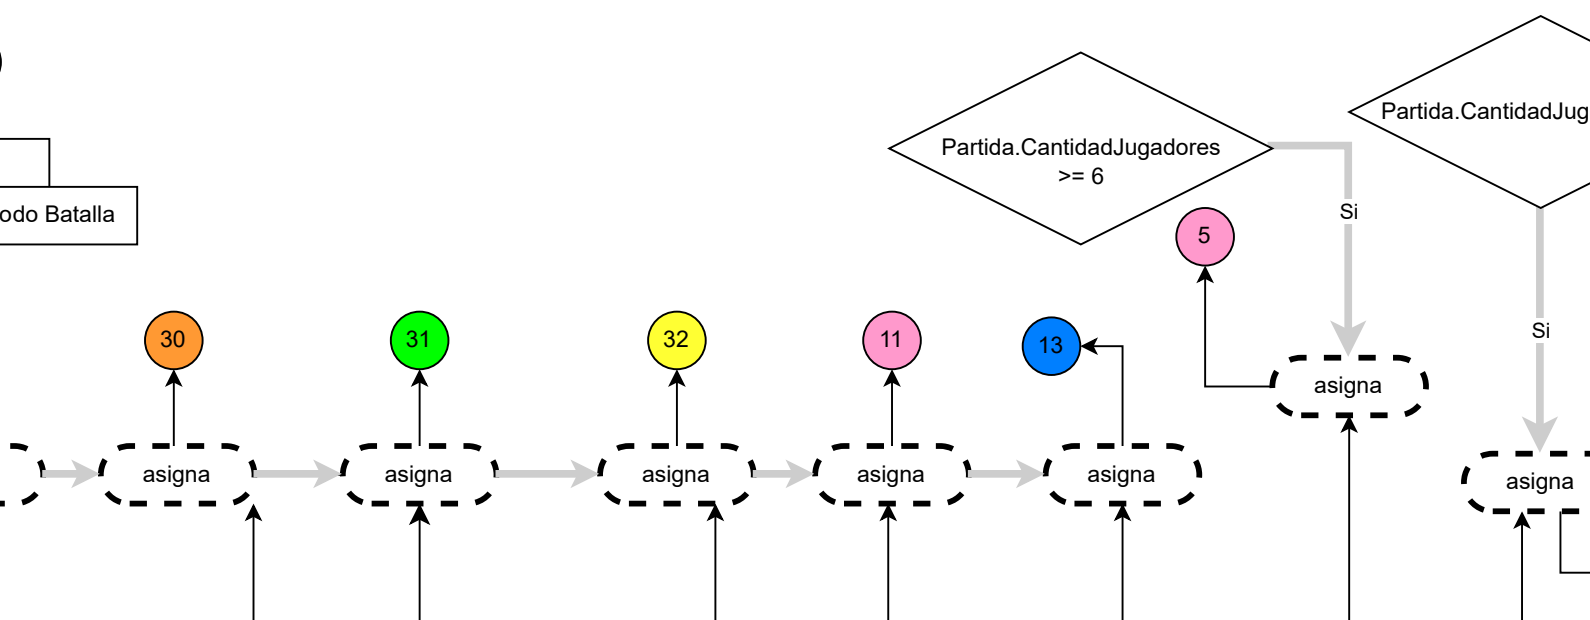 Partida.CantidadJug
Partida.CantidadJugadores
>= 6
odo Batalla
Si
5
Si
30
31
32
11
13
asigna
asigna
asigna
asigna
asigna
asigna
asigna